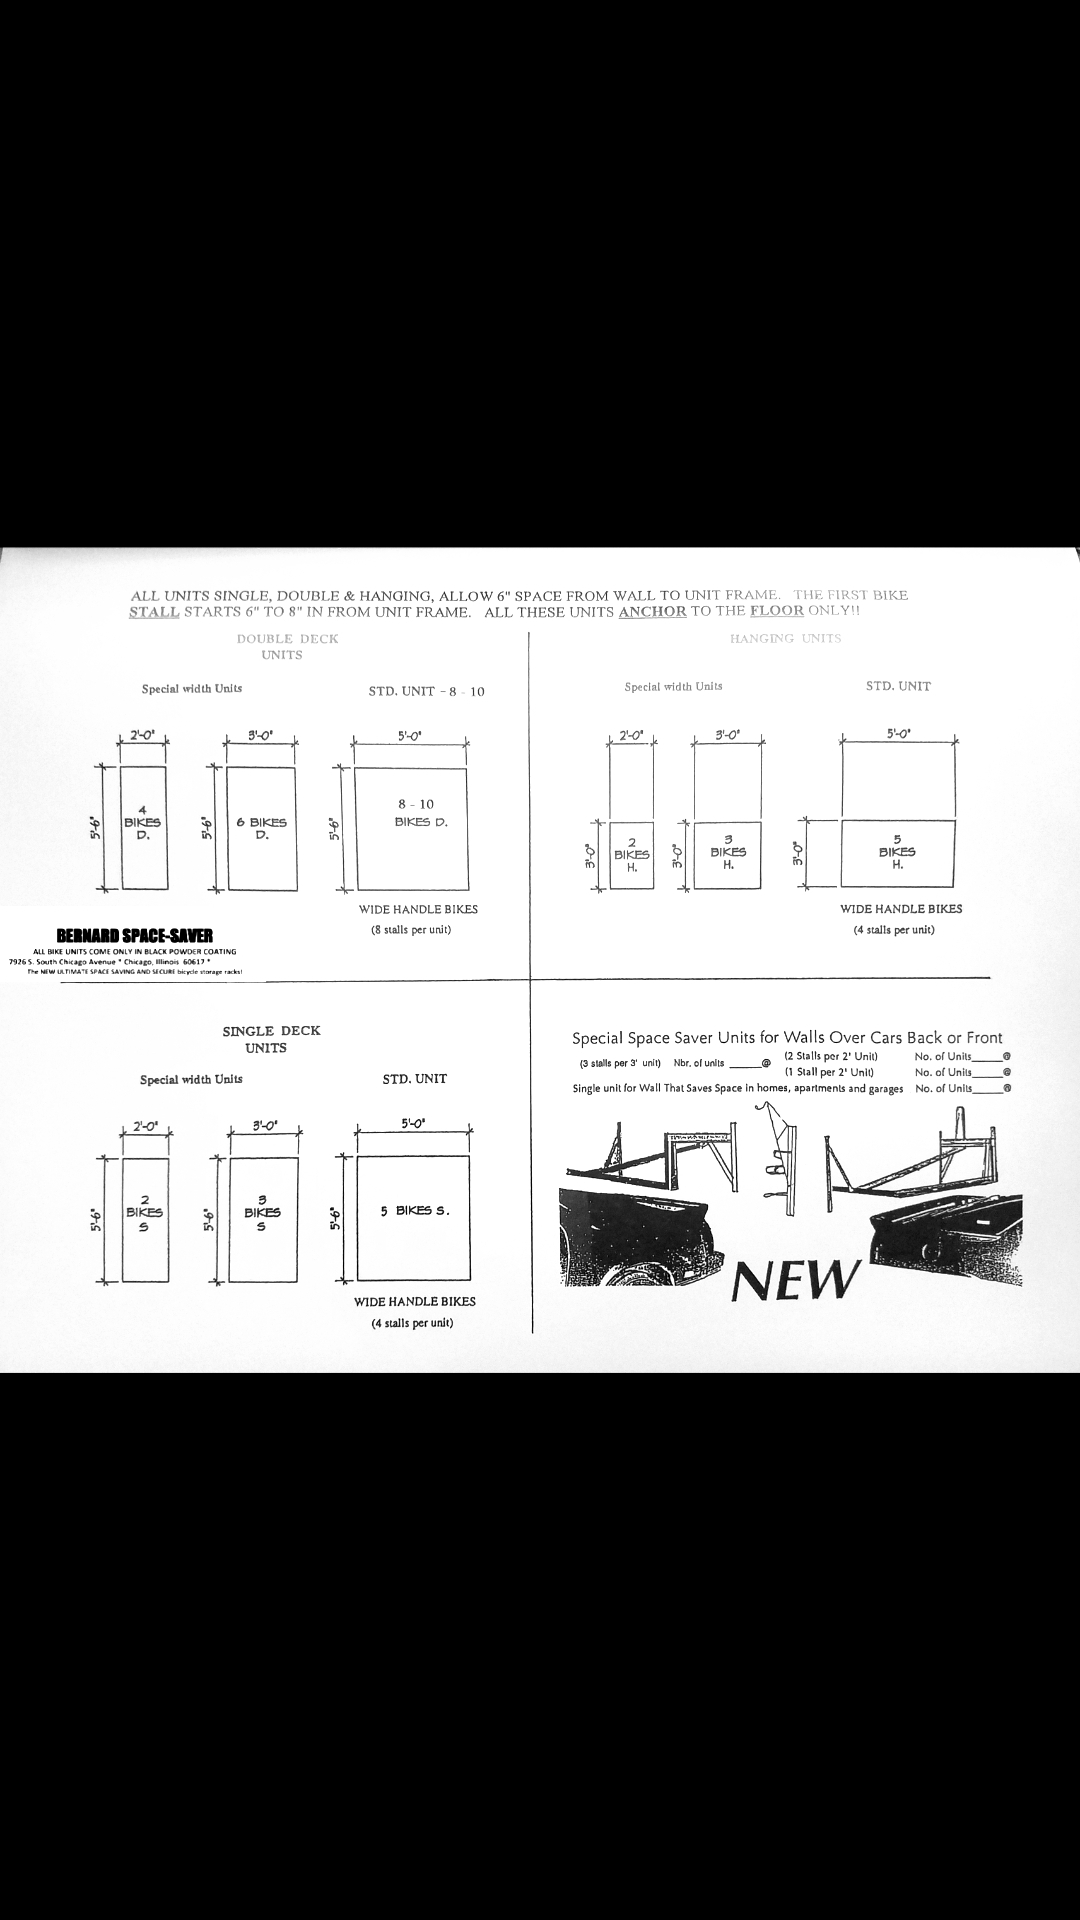 ALL UNITS SINGLE, DOUBLE & HANGING, ALLOW 6" SPACE FROM WALL TO UNIT FRAME. THE FIRST BIKE
STALL STARTS 6" TO 8" IN FROM UNIT FRAME. ALL THESE UNITS ANCHOR TO THE FLOOR ONLY!!
DOUBLE DECK
UNITS
Special width Units
STD. UNIT - 8 - 10
2'-0"
3'-0"
5'-0"
5'-6"
4
BIKES
D.
5'-6"
6 BIKES
D.
5'-6"
8 - 10
BIKES D.
WIDE HANDLE BIKES
(8 stalls per unit)
HANGING UNITS
Special width Units
STD. UNIT
2'-0"
3'-0"
5'-0"
3'-0"
2
BIKES
H.
3'-0"
3
BIKES
H.
3'-0"
5
BIKES
H.
WIDE HANDLE BIKES
(4 stalls per unit)
BERNARD SPACE-SAVER
ALL BIKE UNITS COME ONLY IN BLACK POWDER COATING
7926 S. South Chicago Avenue * Chicago, Illinois 60617 *
The NEW ULTIMATE SPACE SAVING AND SECURE bicycle storage racks!
SINGLE DECK
UNITS
Special width Units
STD. UNIT
2'-0"
3'-0"
5'-0"
5'-6"
2
BIKES
S
5'-6"
3
BIKES
S
5'-6"
5 BIKES S.
WIDE HANDLE BIKES
(4 stalls per unit)
Special Space Saver Units for Walls Over Cars Back or Front
(3 stalls per 3' unit) Nbr. of units _____@
(2 Stalls per 2' Unit) No. of Units_____@
(1 Stall per 2' Unit) No. of Units_____@
Single unit for Wall That Saves Space in homes, apartments and garages No. of Units_____@
NEW